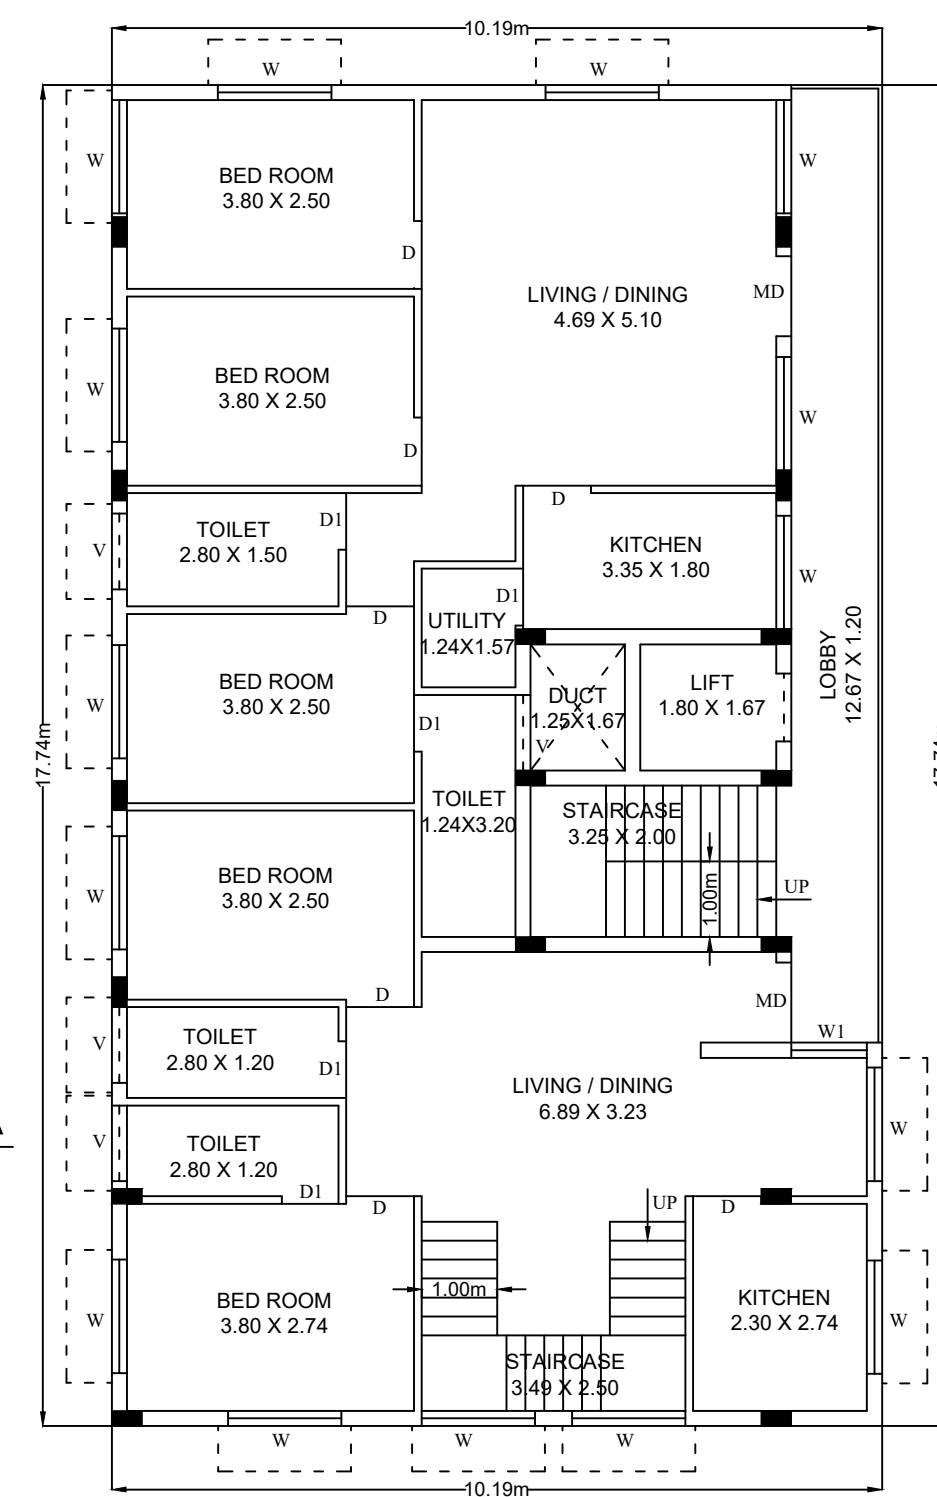 10.19m
W
W
W
BED ROOM
3.80 X 2.50
W
D
LIVING / DINING
4.69 X 5.10
MD
W
BED ROOM
3.80 X 2.50
W
D
D
V
TOILET
2.80 X 1.50
D1
KITCHEN
3.35 X 1.80
W
D1
UTILITY
1.24X1.57
D
LOBBY
12.67 X 1.20
W
BED ROOM
3.80 X 2.50
D1
DUCT
1.25X1.67
V
LIFT
1.80 X 1.67
17.74m
17.74m
TOILET
1.24X3.20
STAIRCASE
3.25 X 2.00
1.00m
UP
W
BED ROOM
3.80 X 2.50
D
MD
V
TOILET
2.80 X 1.20
D1
W1
LIVING / DINING
6.89 X 3.23
W
V
TOILET
2.80 X 1.20
D1
D
UP
D
W
BED ROOM
3.80 X 2.74
1.00m
KITCHEN
2.30 X 2.74
W
STAIRCASE
3.49 X 2.50
W
W
W
10.19m